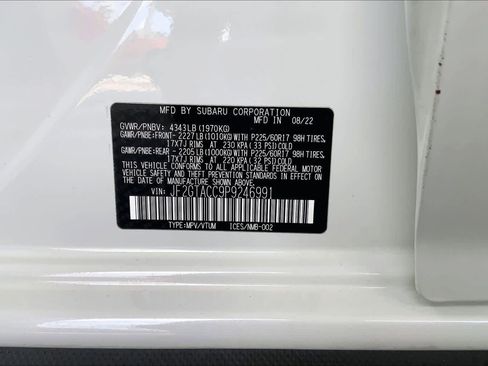 MFD BY SUBARU CORPORATION
MFD IN 08/22
GVWR/PNBV: 4343LB(1970KG)
GAWR/PNBE:FRONT- 2227LB(1010KG)WITH P225/60R17 98H TIRES,
17X7J RIMS AT 230 KPA (33 PSI)COLD
GAWR/PNBE:REAR - 2205LB(1000KG)WITH P225/60R17 98H TIRES,
17X7J RIMS AT 220 KPA (32 PSI)COLD
THIS VEHICLE CONFORMS TO ALL APPLICABLE FEDERAL MOTOR
VEHICLE SAFETY, BUMPER, AND THEFT PREVENTION STANDARDS
IN EFFECT ON THE DATE OF MANUFACTURE SHOWN ABOVE.
VIN: JF2GTACC9P9246991
TYPE:MPV/VTUM ICES/NMB-002